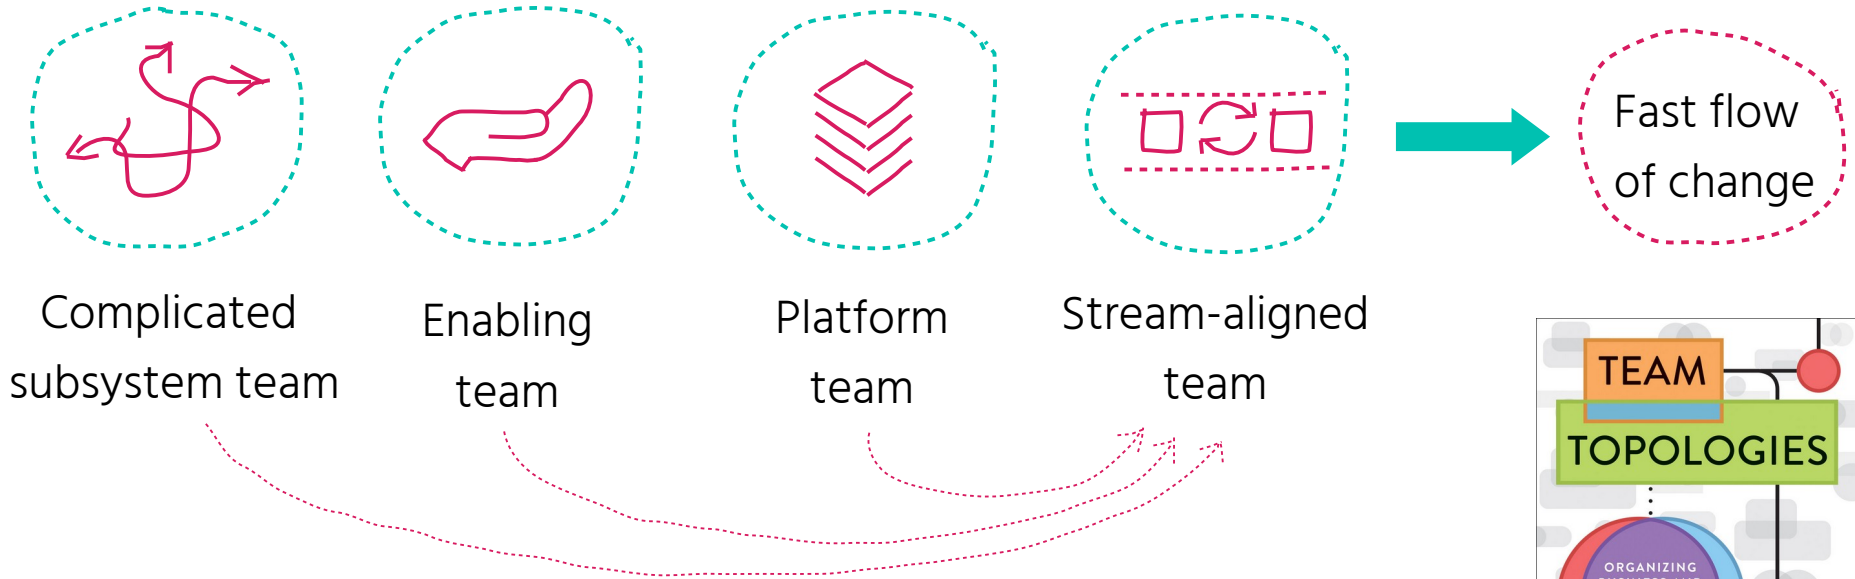 Fast flow
of change
Complicated
subsystem team
Enabling
team
Platform
team
Stream-aligned
team
TEAM
TOPOLOGIES
ORGANIZING